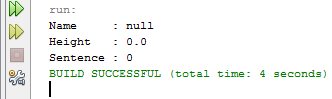 run:
Name    : null
Height   : 0.0
Sentence : 0
BUILD SUCCESSFUL (total time: 4 seconds)